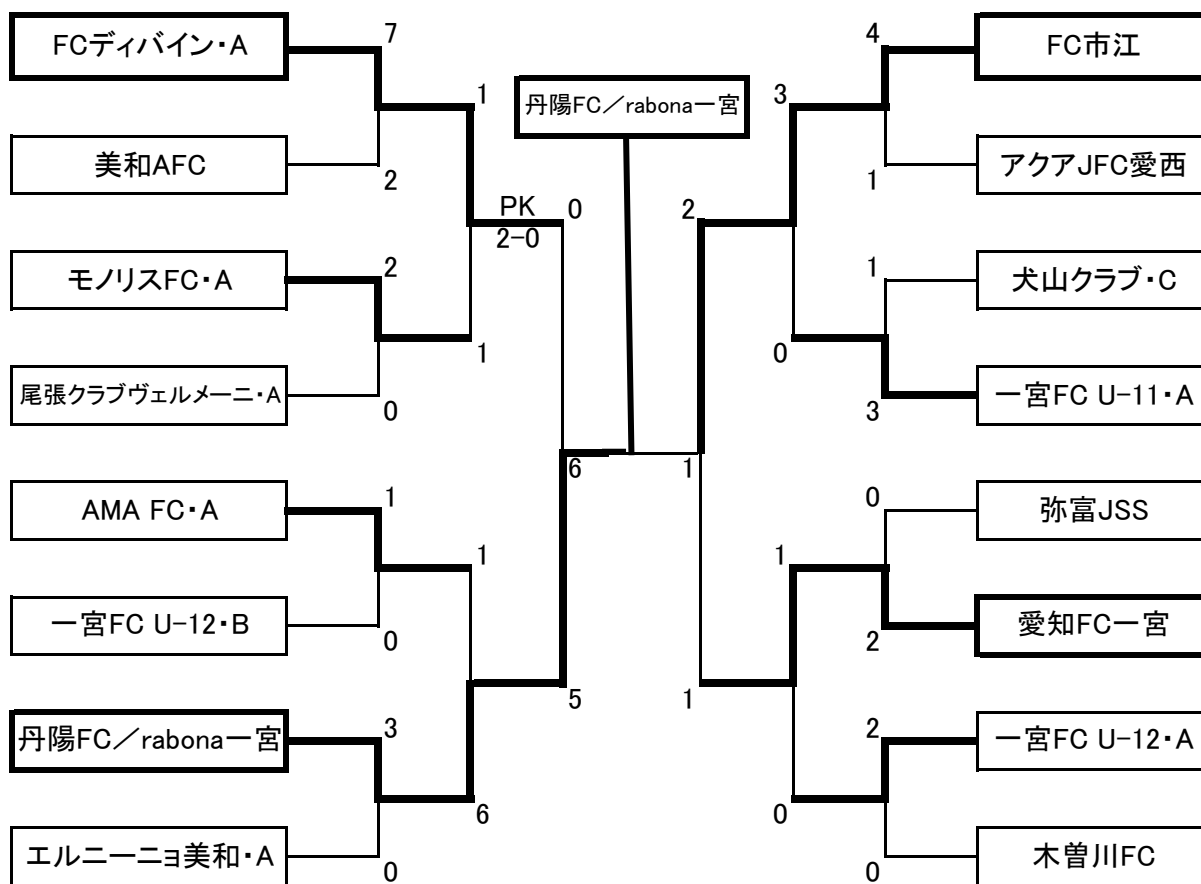 7
4
FCディバイン・A
FC市江
1
丹陽FC／rabona一宮
3
美和AFC
2
1
アクアJFC愛西
PK
0
2
2-0
モノリスFC・A
2
1
犬山クラブ・C
1
0
尾張クラブヴェルメーニ・A
0
3
一宮FC U-11・A
6
1
AMA FC・A
1
0
弥富JSS
1
1
一宮FC U-12・B
0
2
愛知FC一宮
5
1
丹陽FC／rabona一宮
3
2
一宮FC U-12・A
6
0
エルニーニョ美和・A
0
0
木曽川FC